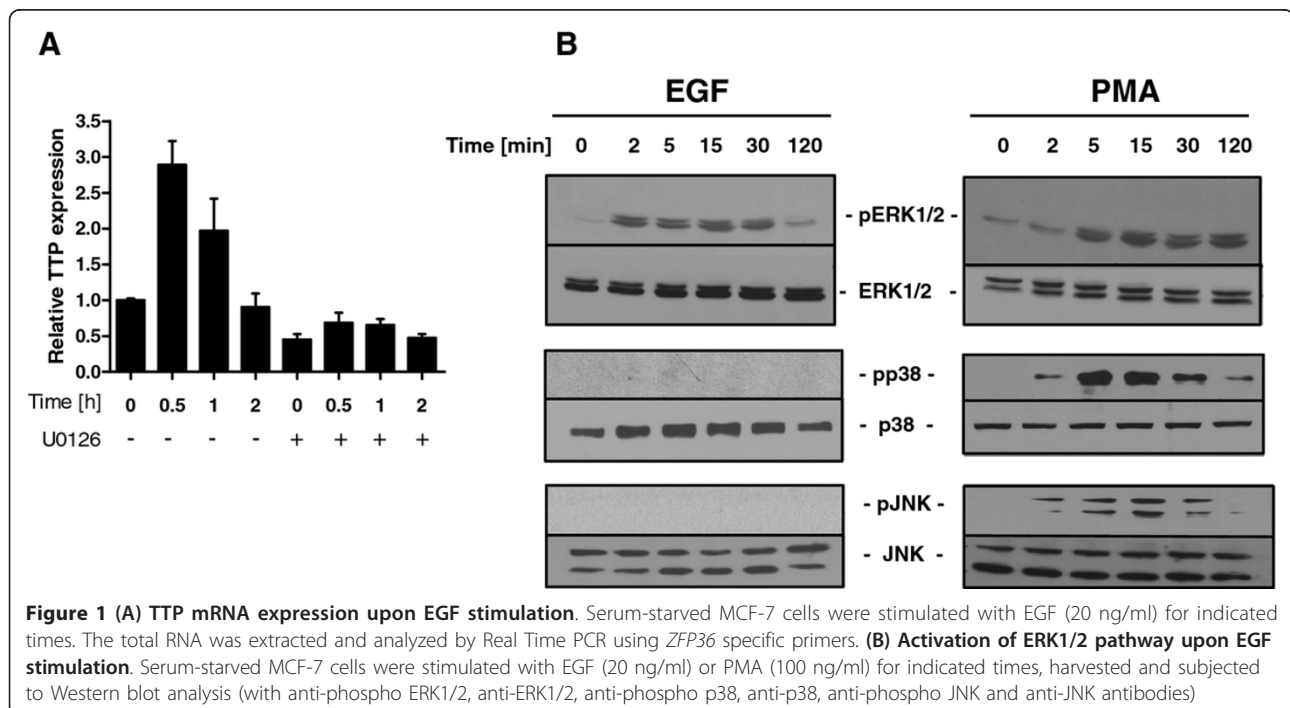 A
B
3.5
3.0
2.5
2.0
1.5
1.0
0.5
0.0
Relative TTP expression
Time [h] 0 0.5 1 2 0 0.5 1 2
U0126 - - - - + + + +
EGF PMA
Time [min] 0 2 5 15 30 120 0 2 5 15 30 120
- pERK1/2 -
- ERK1/2 -
- pp38 -
- p38 -
- pJNK -
- JNK -
Figure 1 (A) TTP mRNA expression upon EGF stimulation. Serum-starved MCF-7 cells were stimulated with EGF (20 ng/ml) for indicated
times. The total RNA was extracted and analyzed by Real Time PCR using ZFP36 specific primers. (B) Activation of ERK1/2 pathway upon EGF
stimulation. Serum-starved MCF-7 cells were stimulated with EGF (20 ng/ml) or PMA (100 ng/ml) for indicated times, harvested and subjected
to Western blot analysis (with anti-phospho ERK1/2, anti-ERK1/2, anti-phospho p38, anti-p38, anti-phospho JNK and anti-JNK antibodies)